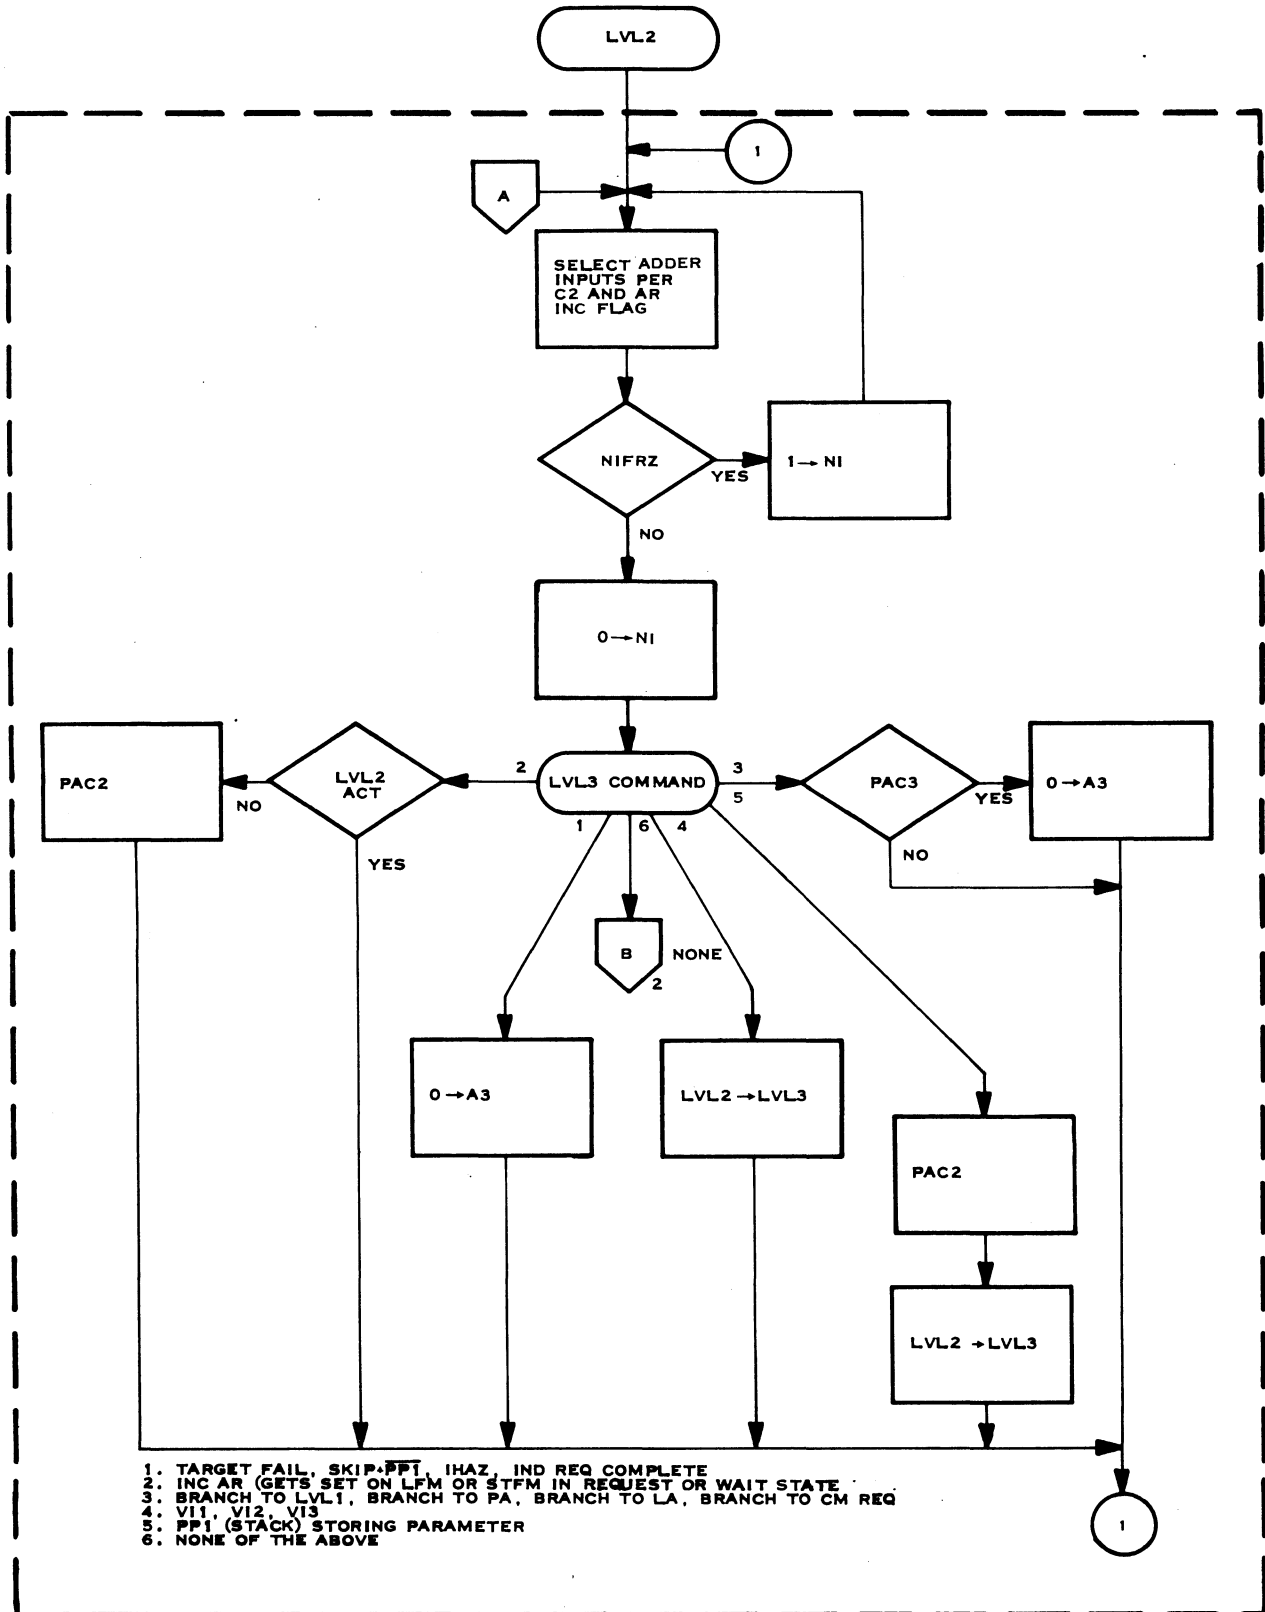 LVL2
1
A
SELECT ADDER
INPUTS PER
C2 AND AR
INC FLAG
NIFRZ
YES
1→NI
NO
0→NI
PAC2
NO
LVL2
ACT
YES
2
LVL3 COMMAND
3
5
1
6
4
PAC3
YES
NO
0→A3
B
2
NONE
0→A3
LVL2→LVL3
PAC2
LVL2→LVL3
1. TARGET FAIL, SKIP•P̅P̅1̅, IHAZ, IND REQ COMPLETE
2. INC AR (GETS SET ON LFM OR STFM IN REQUEST OR WAIT STATE
3. BRANCH TO LVL1, BRANCH TO PA, BRANCH TO LA, BRANCH TO CM REQ
4. VI1, VI2, VI3
5. PP1 (STACK) STORING PARAMETER
6. NONE OF THE ABOVE
1